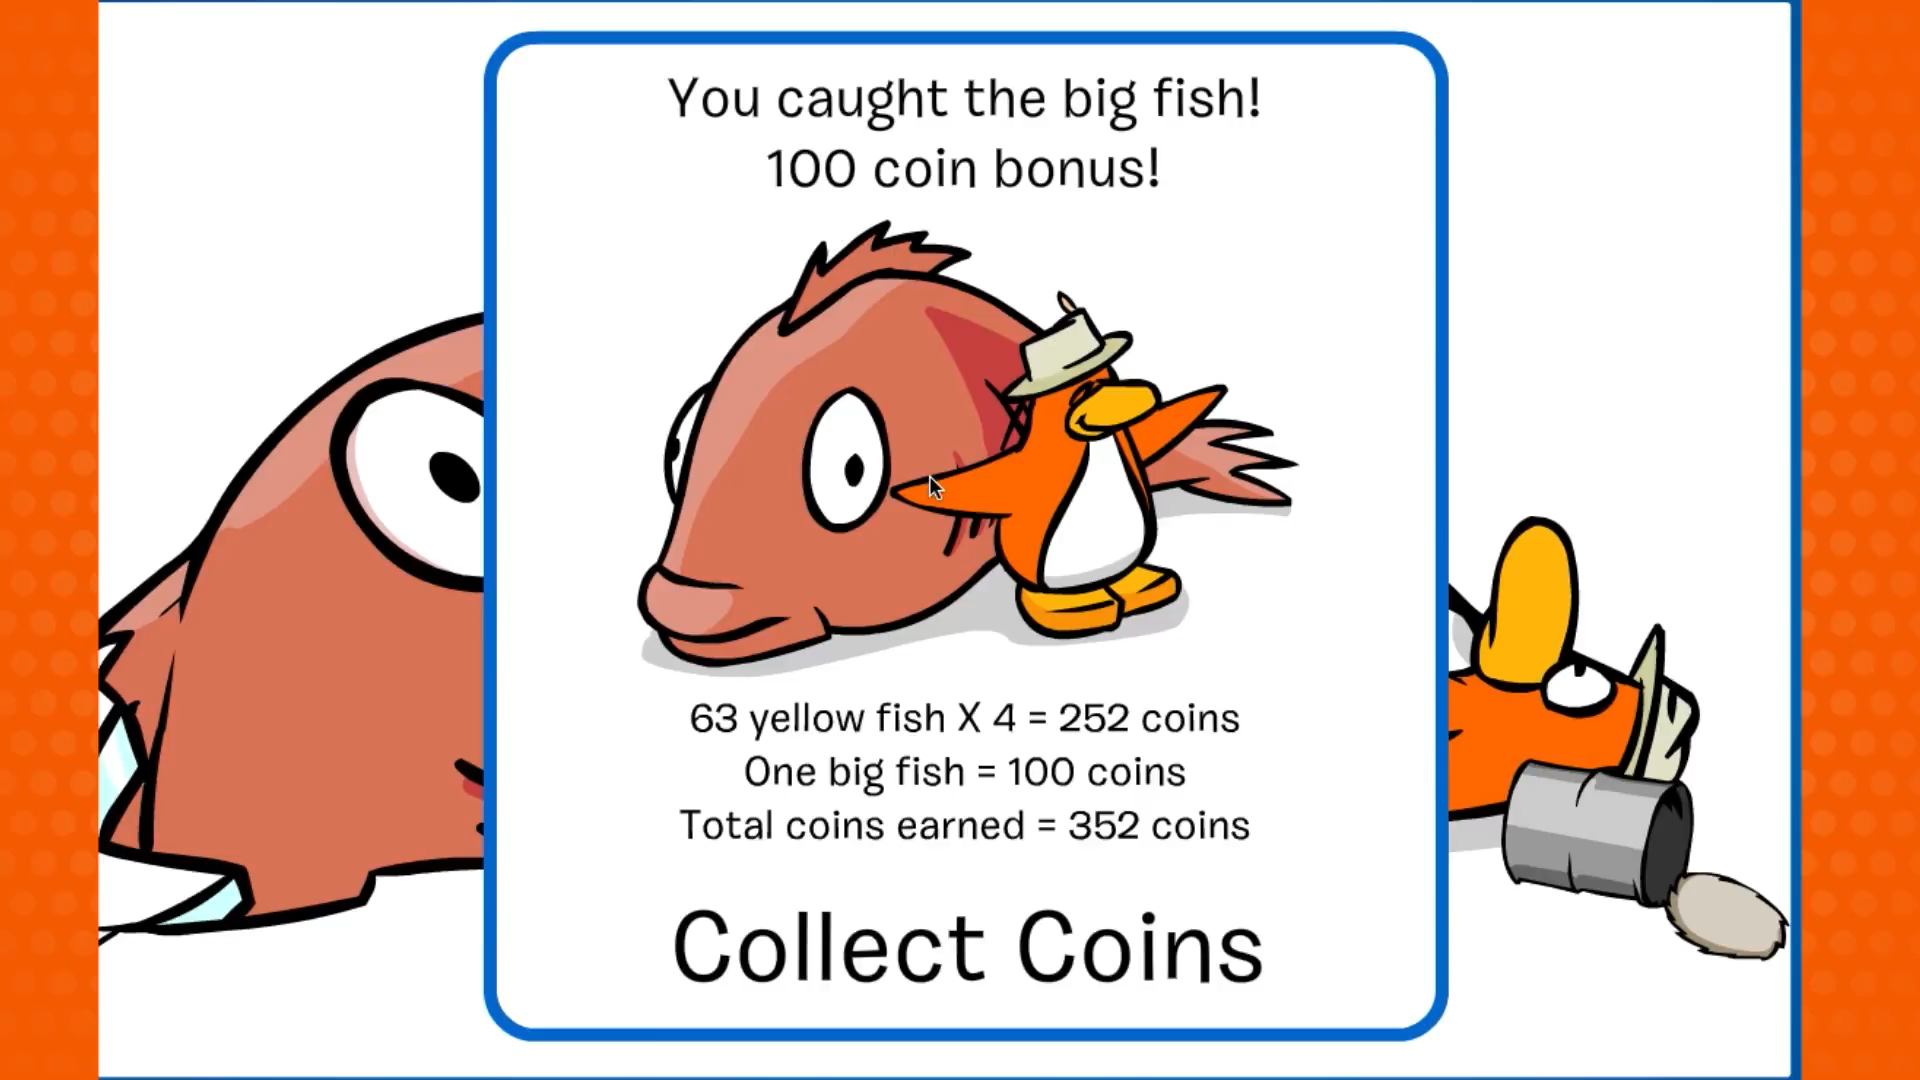 You caught the big fish!
100 coin bonus!
63 yellow fish X 4 = 252 coins
One big fish = 100 coins
Total coins earned = 352 coins
Collect Coins